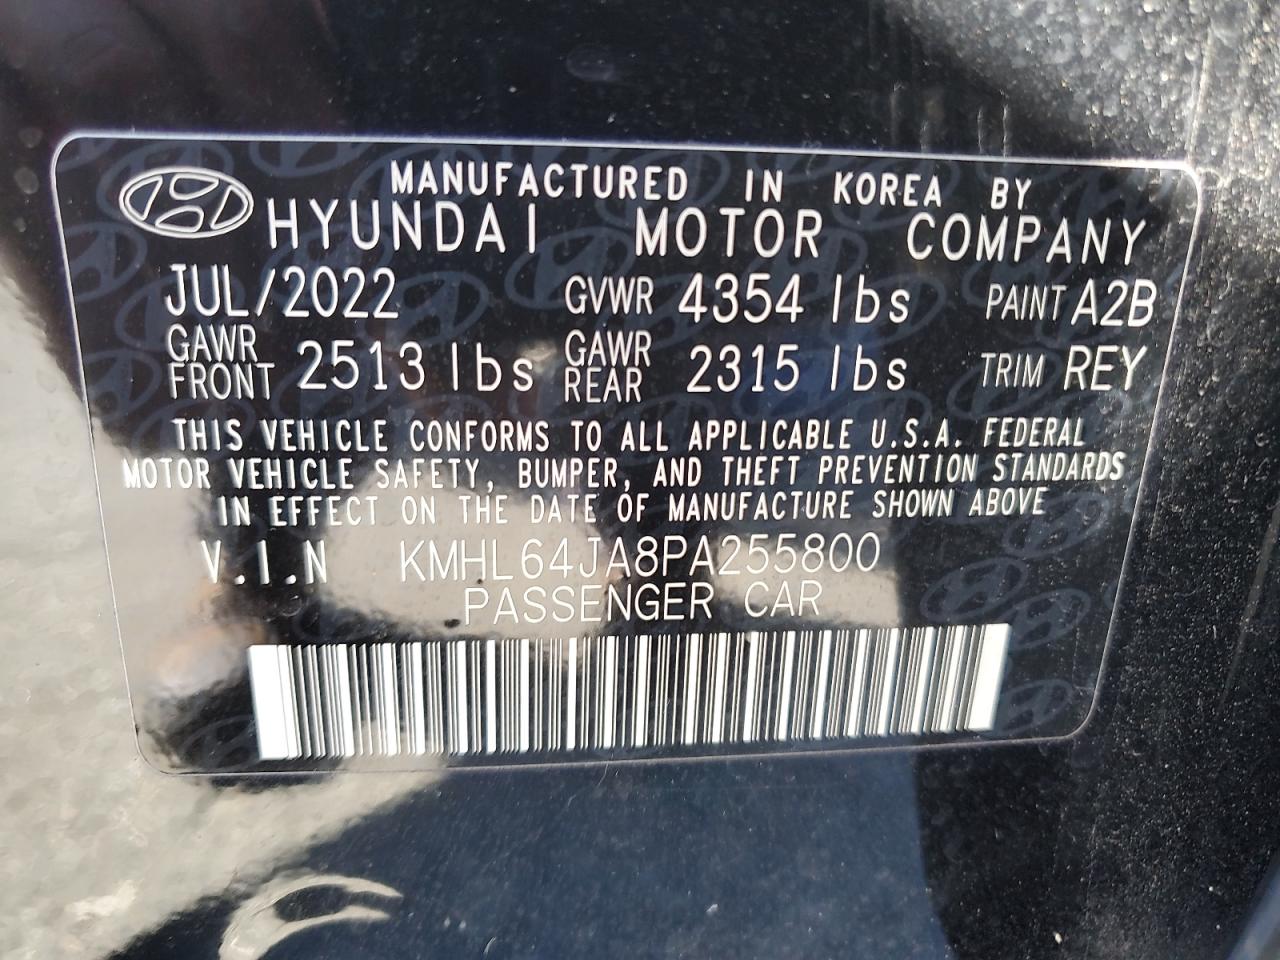 MANUFACTURED IN KOREA BY
HYUNDAI MOTOR COMPANY
JUL/2022 GVWR 4354 lbs PAINT A2B
GAWR FRONT 2513 lbs GAWR REAR 2315 lbs TRIM REY
THIS VEHICLE CONFORMS TO ALL APPLICABLE U.S.A. FEDERAL
MOTOR VEHICLE SAFETY, BUMPER, AND THEFT PREVENTION STANDARDS
IN EFFECT ON THE DATE OF MANUFACTURE SHOWN ABOVE
V.I.N KMHL64JA8PA255800
PASSENGER CAR